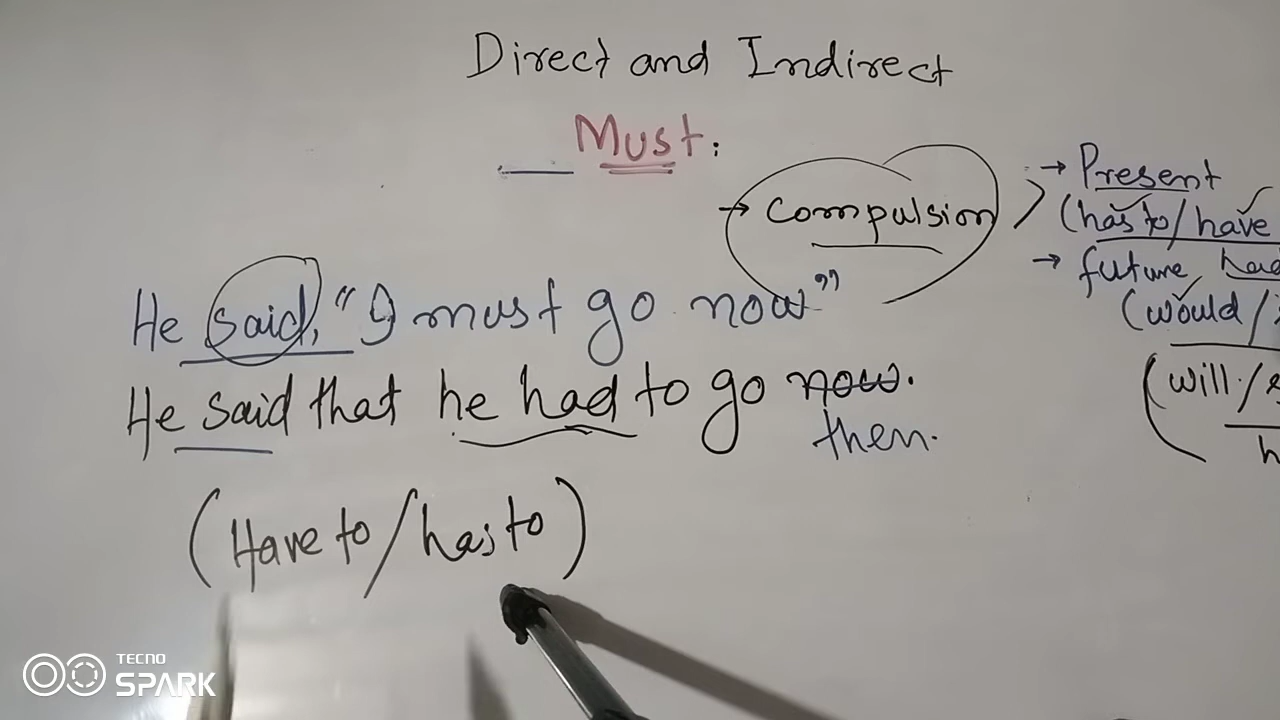 Direct and Indirect
Must:
→ Compulsion
→ Present
(has to/have
→ future, had
(would/
(will/
He said, "I must go now"
He said that he had to go now.
then.
(Have to/has to)
TECNO
SPARK